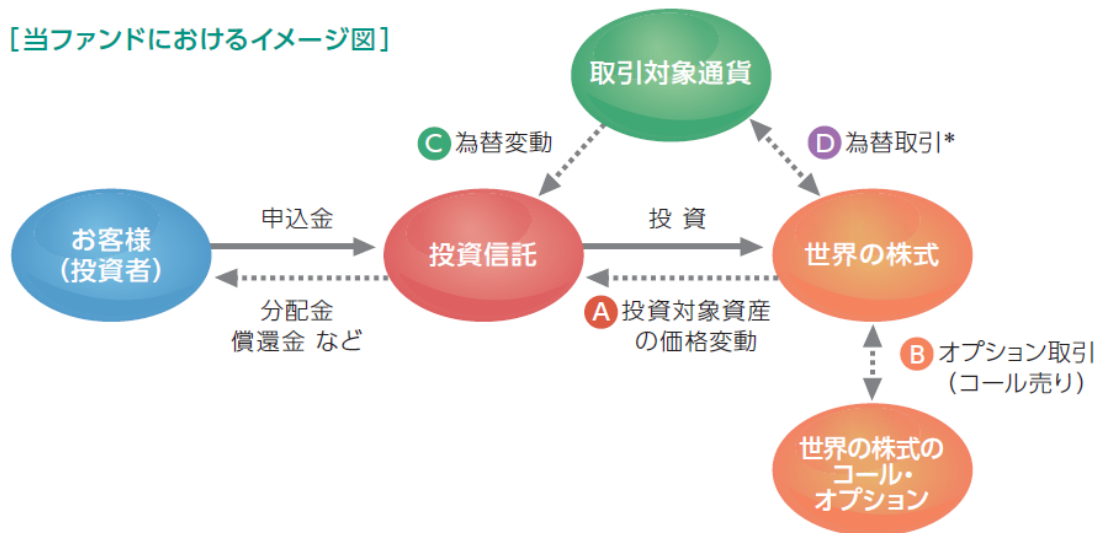 [当ファンドにおけるイメージ図]
取引対象通貨
C 為替変動
D 為替取引*
お客様
(投資者)
申込金
分配金
償還金 など
投資信託
投 資
A 投資対象資産
の価格変動
世界の株式
B オプション取引
(コール売り)
世界の株式の
コール・
オプション